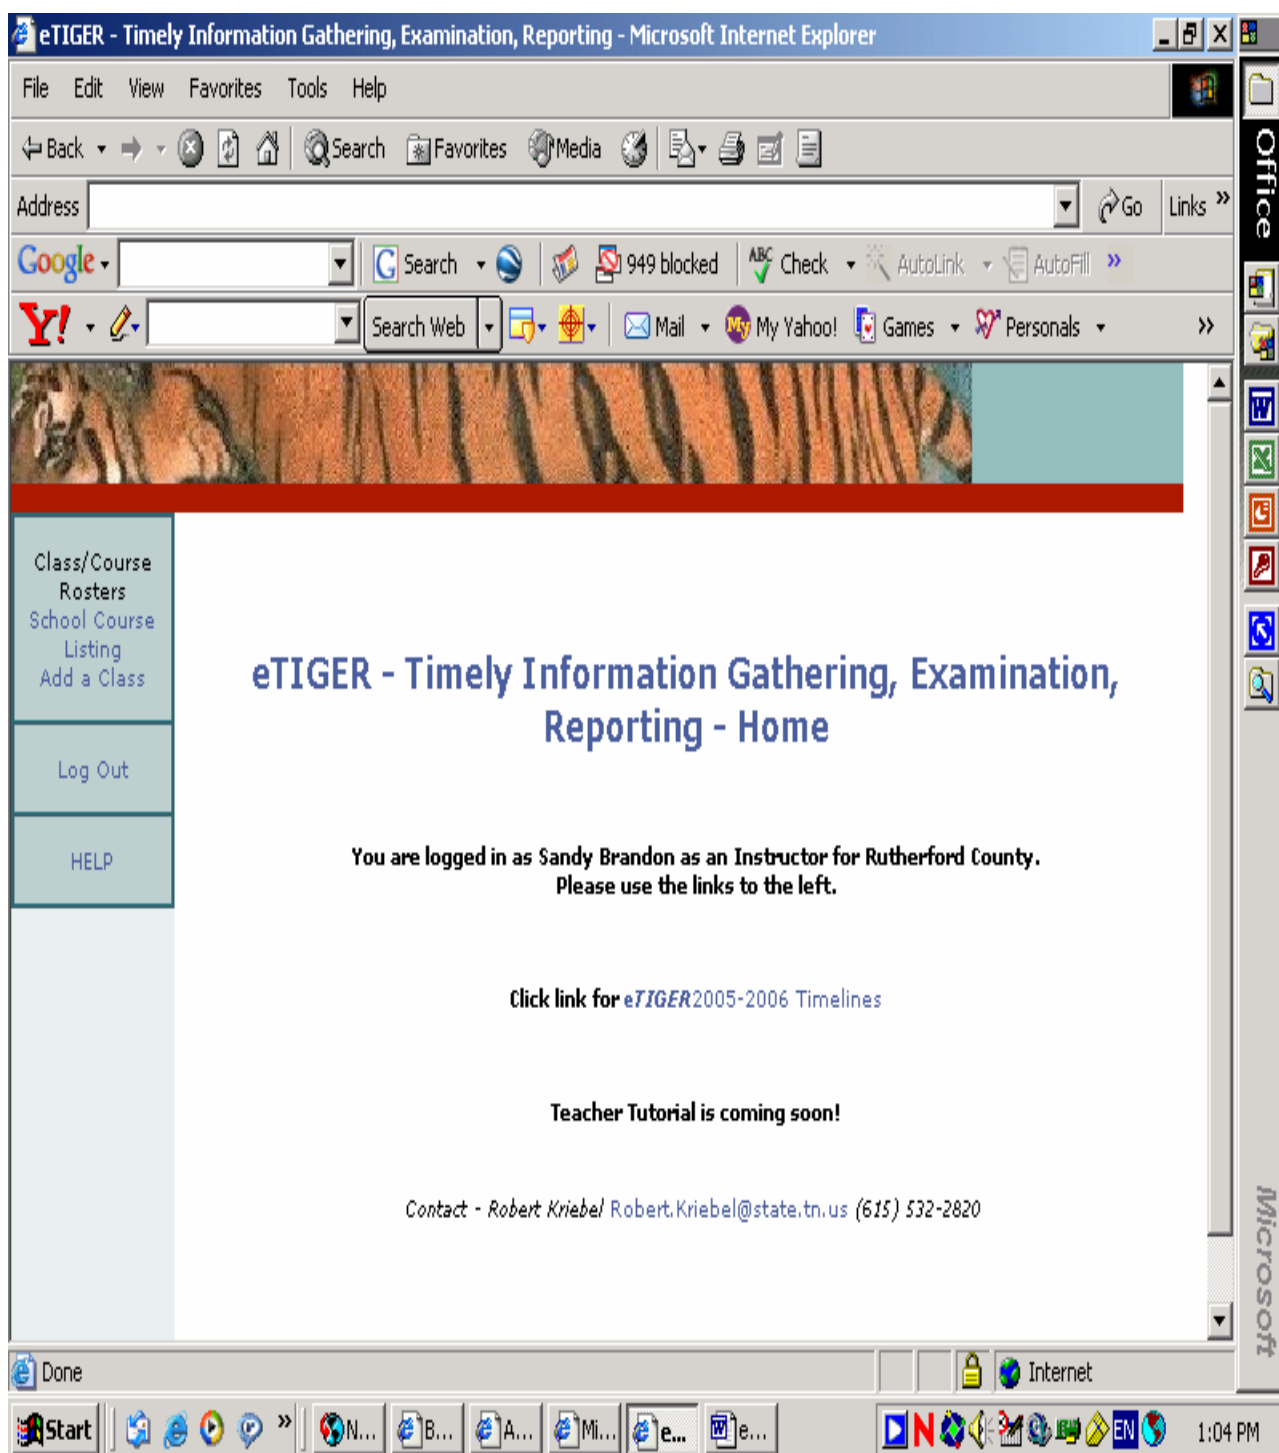 eTIGER - Timely Information Gathering, Examination, Reporting - Microsoft Internet Explorer
File Edit View Favorites Tools Help
Back Search Favorites Media
Address Go Links »
Google Search 949 blocked ABC Check AutoLink AutoFill »
Y! Search Web Mail My My Yahoo! Games Personals »
Office
Class/Course
Rosters
School Course
Listing
Add a Class
Log Out
HELP
eTIGER - Timely Information Gathering, Examination,
Reporting - Home
You are logged in as Sandy Brandon as an Instructor for Rutherford County.
Please use the links to the left.
Click link for eTIGER2005-2006 Timelines
Teacher Tutorial is coming soon!
Contact - Robert Kriebel Robert.Kriebel@state.tn.us (615) 532-2820
Microsoft
Done Internet
Start » N... B... A... Mi... e... e... N EN 1:04 PM